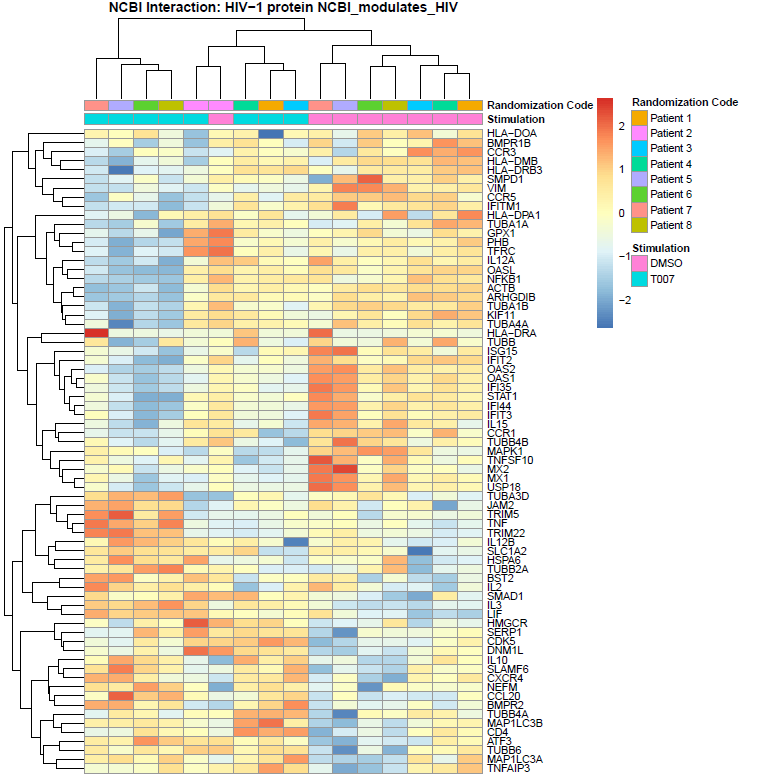 NCBI Interaction: HIV−1 protein NCBI_modulates_HIV
Randomization Code
Stimulation
HLA−DOA
BMPR1B
CCR3
HLA−DMB
HLA−DRB3
SMPD1
VIM
CCR5
IFITM1
HLA−DPA1
TUBA1A
GPX1
PHB
TFRC
IL12A
OASL
NFKB1
ACTB
ARHGDIB
TUBA1B
KIF11
TUBA4A
HLA−DRA
TUBB
ISG15
IFIT2
OAS2
OAS1
IFI35
STAT1
IFI44
IFIT3
IL15
CCR1
TUBB4B
MAPK1
TNFSF10
MX2
MX1
USP18
TUBA3D
JAM2
TRIM5
TNF
TRIM22
IL12B
SLC1A2
HSPA6
TUBB2A
BST2
IL2
SMAD1
IL3
LIF
HMGCR
SERP1
CDK5
DNM1L
IL10
SLAMF6
CXCR4
NEFM
CCL20
BMPR2
TUBB4A
MAP1LC3B
CD4
ATF3
TUBB6
MAP1LC3A
TNFAIP3
2
1
0
−1
−2
Randomization Code
Patient 1
Patient 2
Patient 3
Patient 4
Patient 5
Patient 6
Patient 7
Patient 8
Stimulation
DMSO
T007